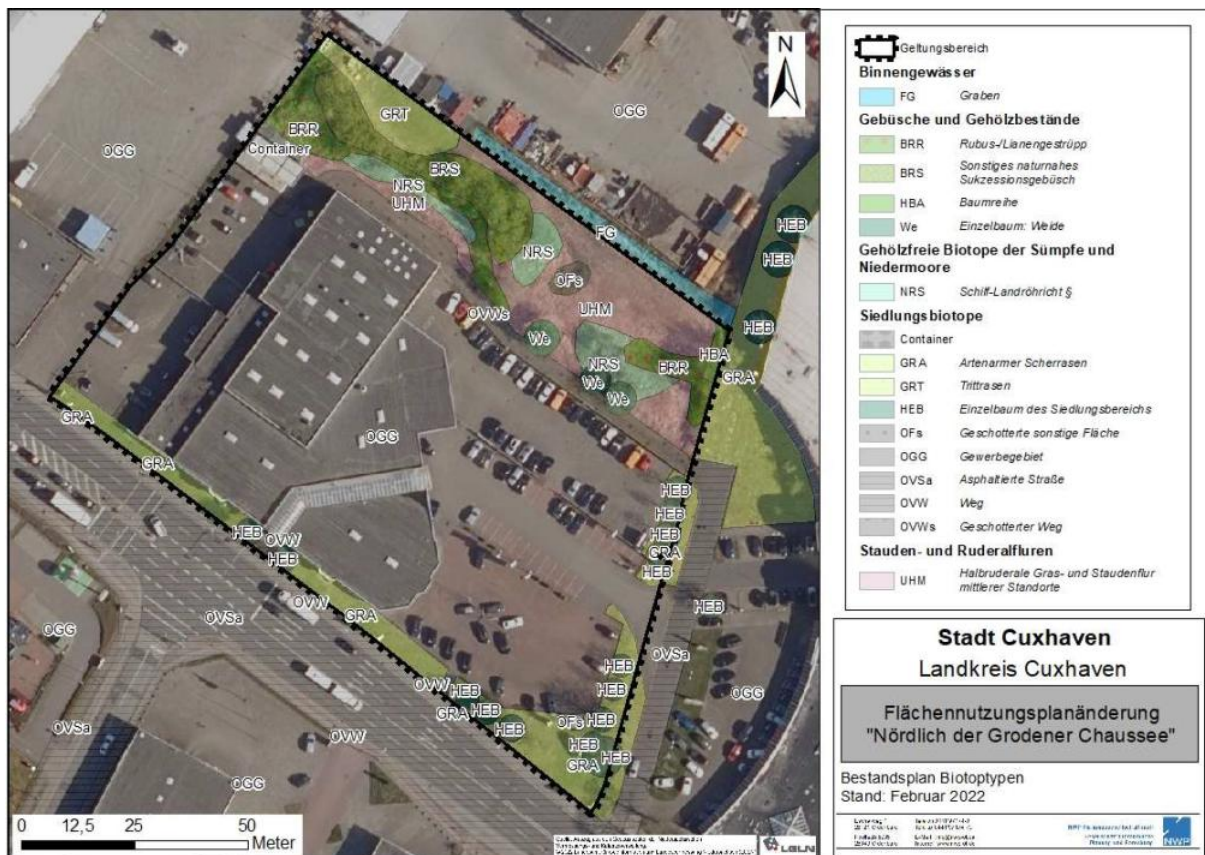 N
OGG
GRT
OGG
BRR
Container
OGG
BRS
NRS
UHM
HEB
FG
HEB
NRS
OFs
UHM
OVWs
HEB
We
HBA
NRS
BRR
GRA
We
We
GRA
OGG
GRA
HEB
HEB
HEB
OVW
HEB
HEB
GRA
HEB
OVW
GRA
HEB
OVSa
OGG
HEB
OVSa
OVW
HEB
HEB
OGG
GRA
HEB
HEB
OFs
HEB
OVSa
OVW
HEB
HEB
GRA
OGG
0 12,5 25 50
Meter
LGLN
Geltungsbereich
Binnengewässer
FG Graben
Gebüsche und Gehölzbestände
BRR Rubus-/Lianengestrüpp
BRS Sonstiges naturnahes
Sukzessionsgebüsch
HBA Baumreihe
We Einzelbaum: Weide
Gehölzfreie Biotope der Sümpfe und
Niedermoore
NRS Schilf-Landröhricht §
Siedlungsbiotope
Container
GRA Artenarmer Scherrasen
GRT Trittrasen
HEB Einzelbaum des Siedlungsbereichs
OFs Geschotterte sonstige Fläche
OGG Gewerbegebiet
OVSa Asphaltierte Straße
OVW Weg
OVWs Geschotterter Weg
Stauden- und Ruderalfluren
UHM Halbruderale Gras- und Staudenflur
mittlerer Standorte
Stadt Cuxhaven
Landkreis Cuxhaven
Flächennutzungsplanänderung
"Nördlich der Grodener Chaussee"
Bestandsplan Biotoptypen
Stand: Februar 2022
NWP